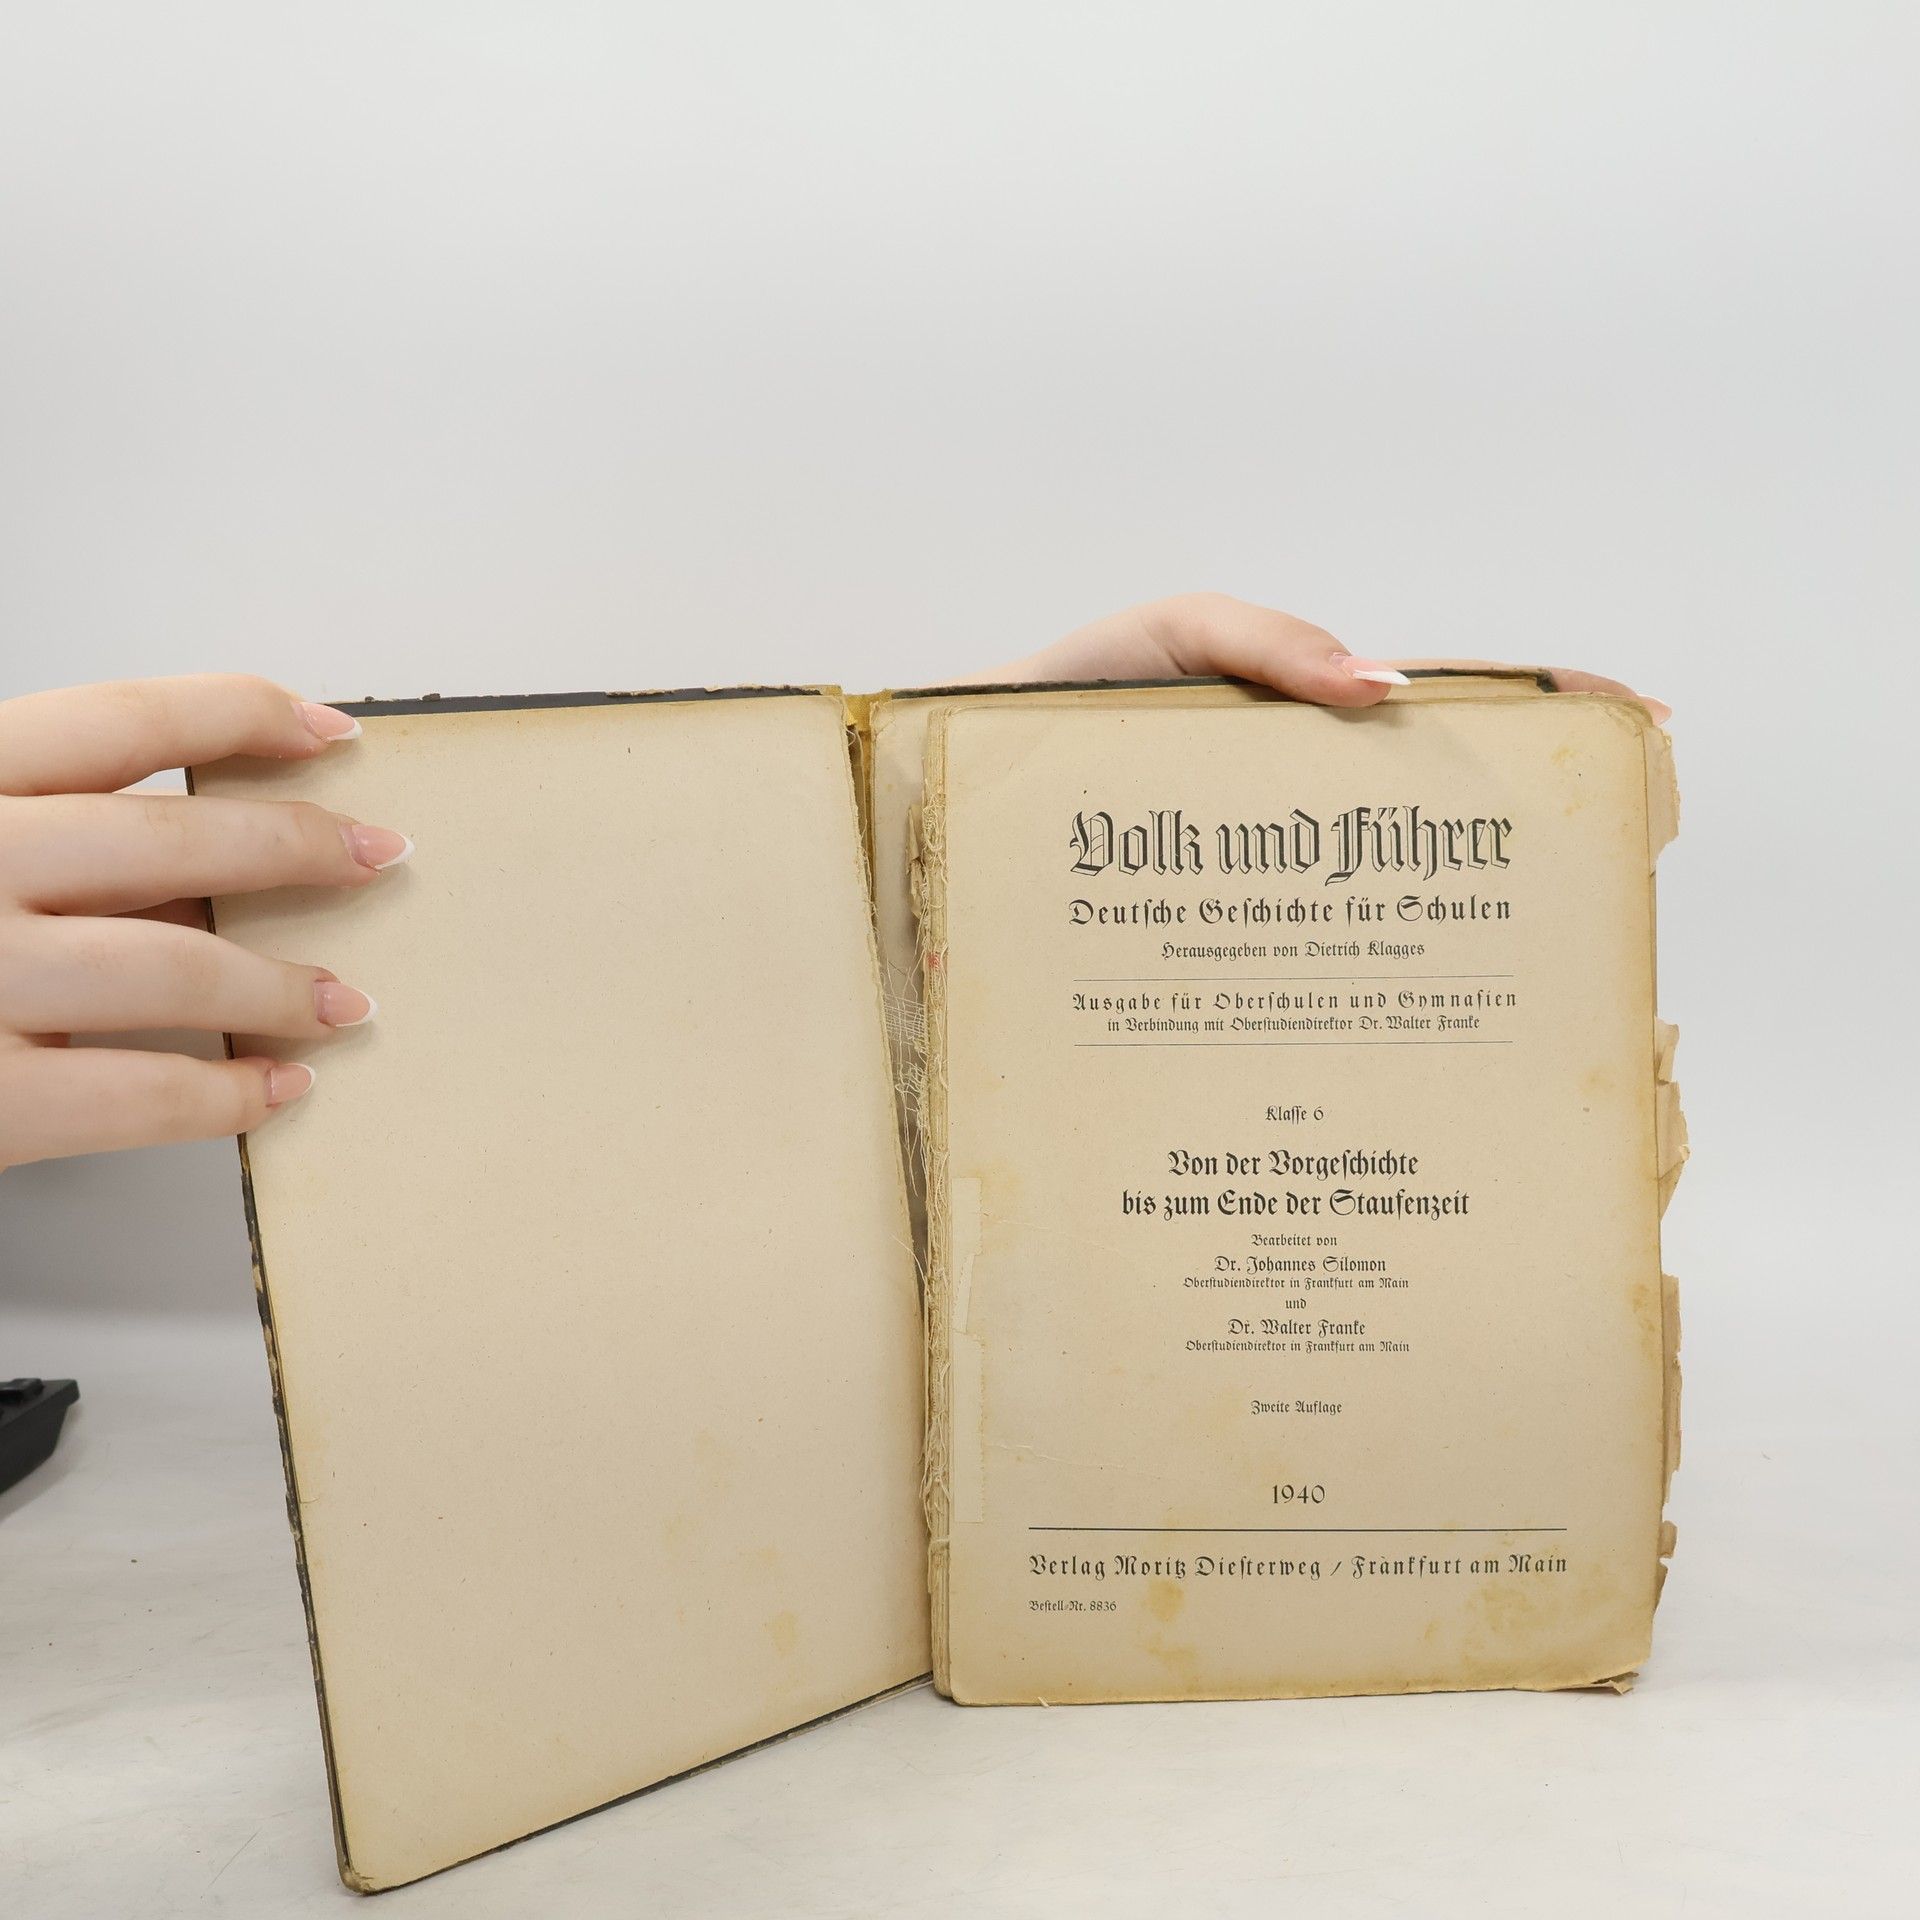 Volk und Führer
Deutſche Geſchichte für Schulen
Herausgegeben von Dietrich Klagges
Ausgabe für Oberſchulen und Gymnaſien
in Verbindung mit Oberſtudiendirektor Dr. Walter Franke
Klaſſe 6
Von der Vorgeſchichte
bis zum Ende der Staufenzeit
Bearbeitet von
Dr. Johannes Silomon
Oberſtudiendirektor in Frankfurt am Main
und
Dr. Walter Franke
Oberſtudiendirektor in Frankfurt am Main
Zweite Auflage
1940
Verlag Moritz Dieſterweg / Frankfurt am Main
Beſtell-Nr. 8836